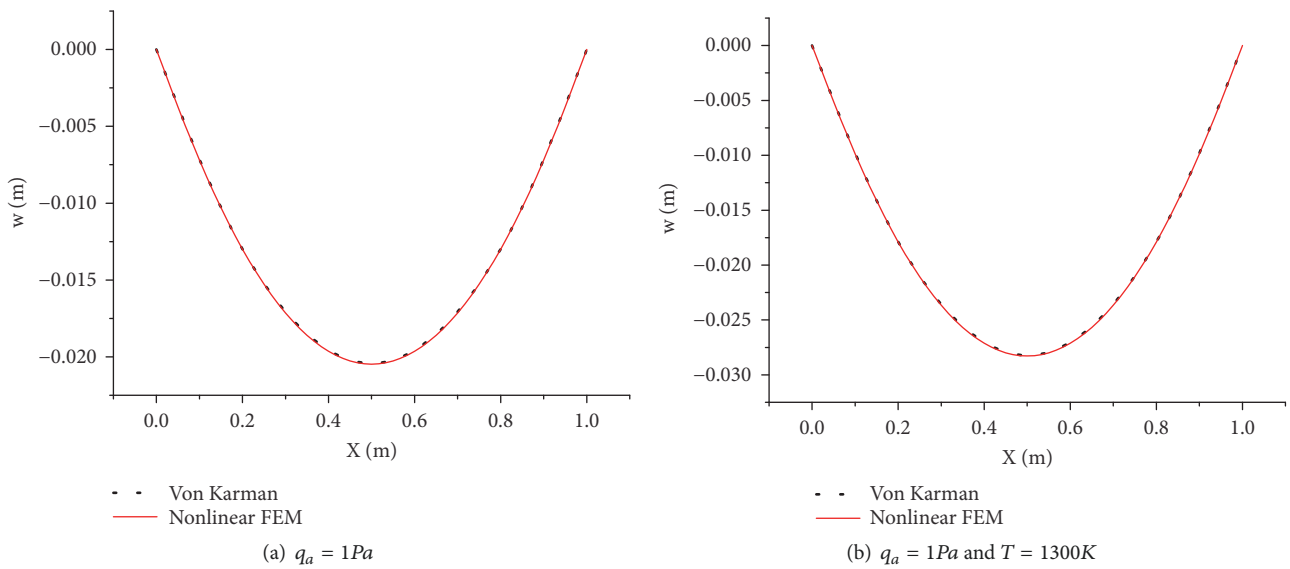 0.000
−0.005
−0.010
−0.015
−0.020
w (m)
0.0 0.2 0.4 0.6 0.8 1.0
X (m)
Von Karman
Nonlinear FEM
(a) q_a = 1Pa
0.000
−0.005
−0.010
−0.015
−0.020
−0.025
−0.030
w (m)
0.0 0.2 0.4 0.6 0.8 1.0
X (m)
Von Karman
Nonlinear FEM
(b) q_a = 1Pa and T = 1300K